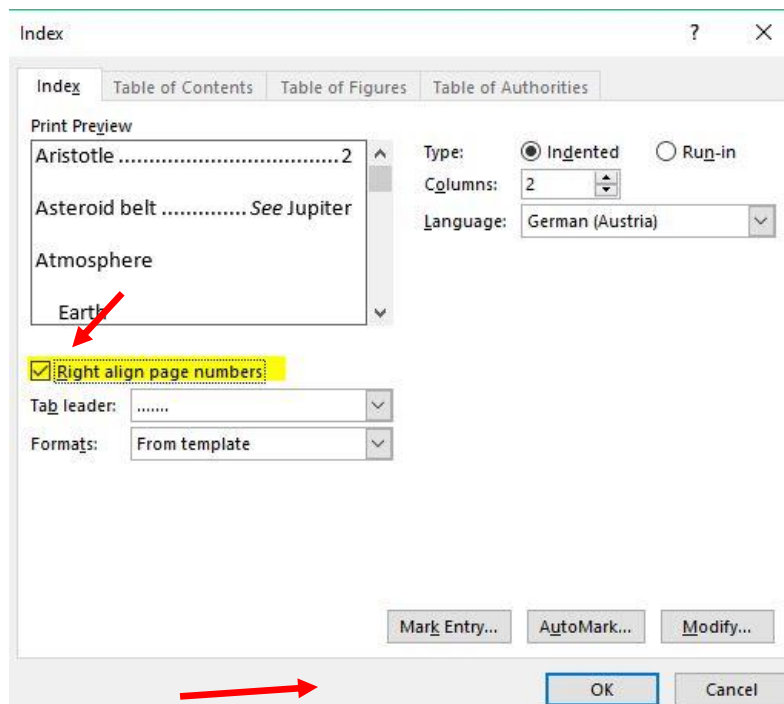 Index ?
Index Table of Contents Table of Figures Table of Authorities
Print Preview
Aristotle ................................... 2
Asteroid belt .............. See Jupiter
Atmosphere
Earth
Type: Indented Run-in
Columns: 2
Language: German (Austria)
Right align page numbers
Tab leader: .......
Formats: From template
Mark Entry... AutoMark... Modify...
OK Cancel